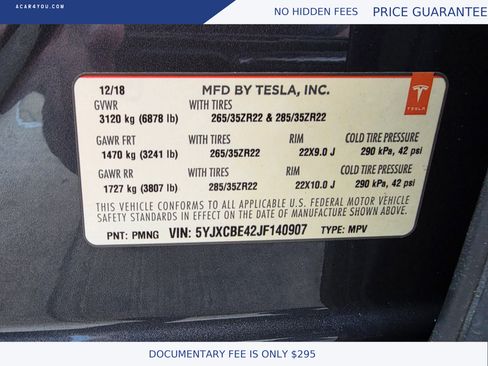 ACAR4YOU.COM
NO HIDDEN FEES PRICE GUARANTEE
12/18 MFD BY TESLA, INC.
GVWR WITH TIRES
3120 kg (6878 lb) 265/35ZR22 & 285/35ZR22
TESLA
GAWR FRT WITH TIRES RIM COLD TIRE PRESSURE
1470 kg (3241 lb) 265/35ZR22 22X9.0 J 290 kPa, 42 psi
GAWR RR WITH TIRES RIM COLD TIRE PRESSURE
1727 kg (3807 lb) 285/35ZR22 22X10.0 J 290 kPa, 42 psi
THIS VEHICLE CONFORMS TO ALL APPLICABLE U.S. FEDERAL MOTOR VEHICLE
SAFETY STANDARDS IN EFFECT ON THE DATE OF MANUFACTURE SHOWN ABOVE.
PNT: PMNG VIN: 5YJXCBE42JF140907 TYPE: MPV
DOCUMENTARY FEE IS ONLY $295